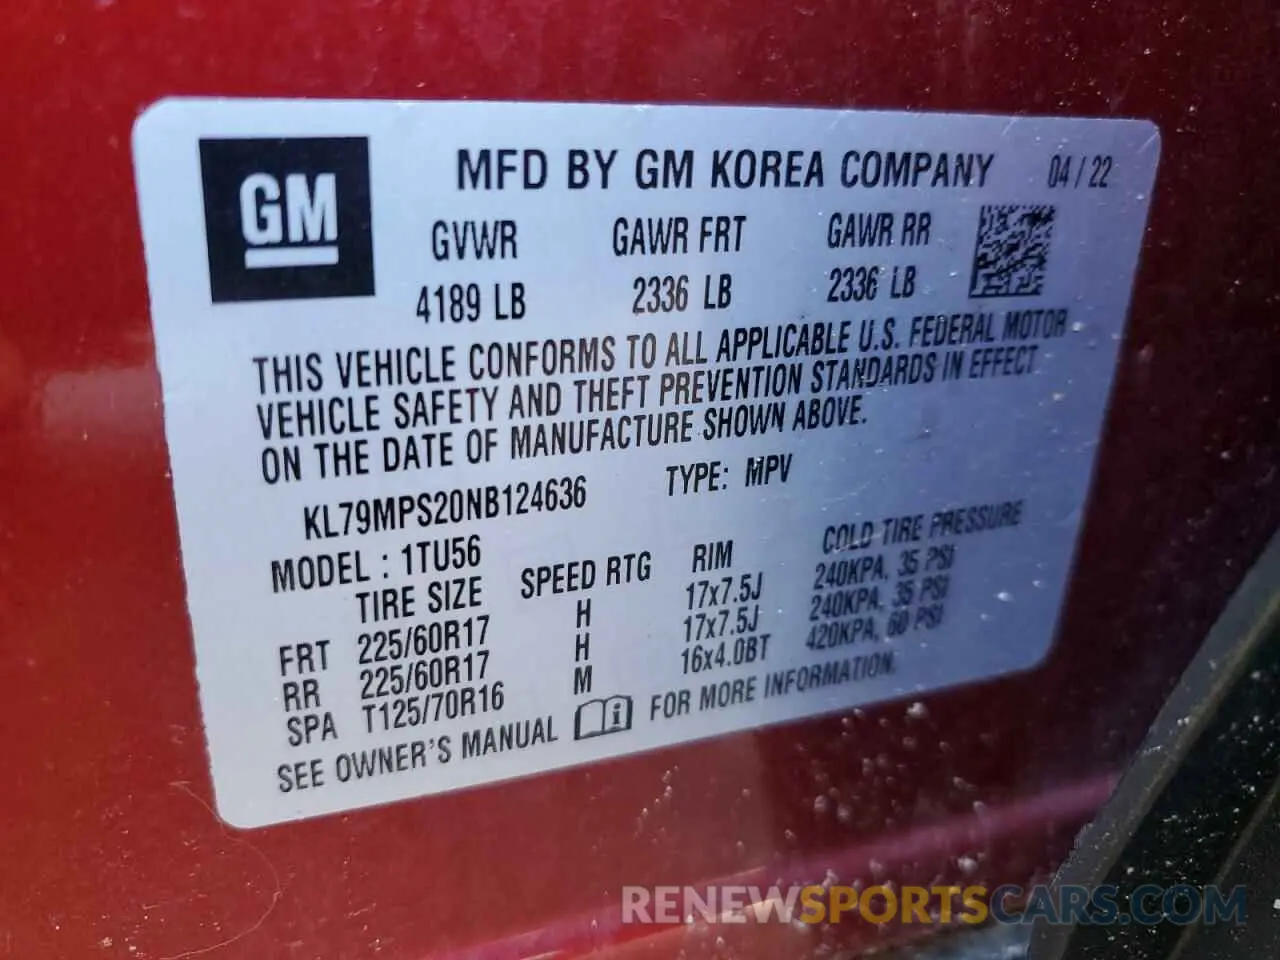 GM
MFD BY GM KOREA COMPANY 04/22
GVWR GAWR FRT GAWR RR
4189 LB 2336 LB 2336 LB
THIS VEHICLE CONFORMS TO ALL APPLICABLE U.S. FEDERAL MOTOR
VEHICLE SAFETY AND THEFT PREVENTION STANDARDS IN EFFECT
ON THE DATE OF MANUFACTURE SHOWN ABOVE.
KL79MPS20NB124636 TYPE: MPV
MODEL : 1TU56
TIRE SIZE SPEED RTG RIM COLD TIRE PRESSURE
FRT 225/60R17 H 17x7.5J 240KPA, 35 PSI
RR 225/60R17 H 17x7.5J 240KPA, 35 PSI
SPA T125/70R16 M 16x4.0BT 420KPA, 60 PSI
SEE OWNER'S MANUAL i FOR MORE INFORMATION.
RENEWSPORTSCARS.COM